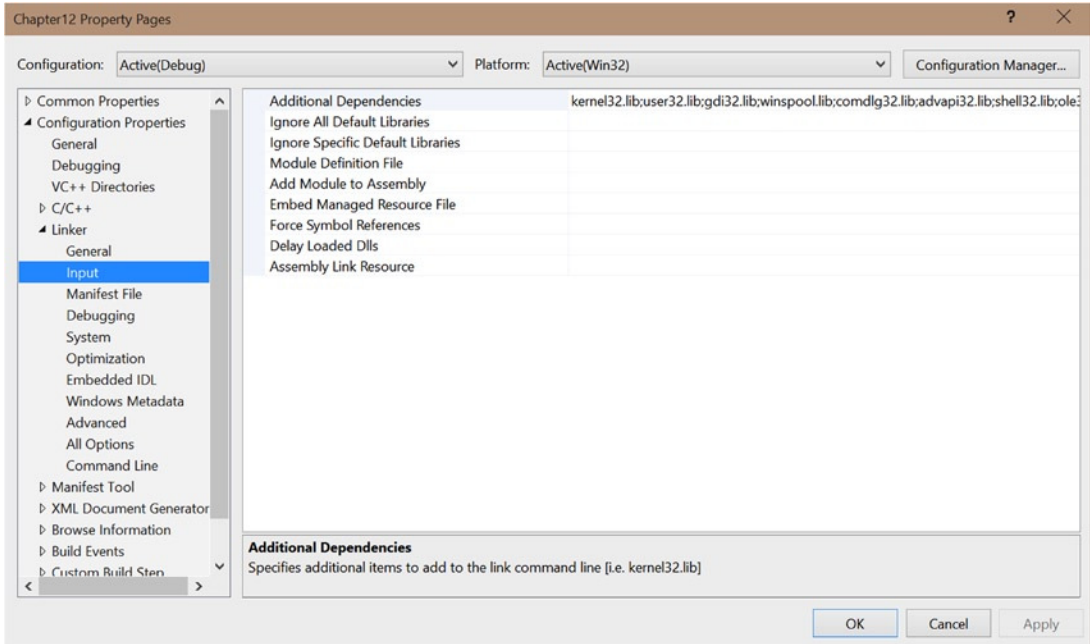 Chapter12 Property Pages
?
Configuration: Active(Debug) Platform: Active(Win32) Configuration Manager...
Common Properties
Configuration Properties
General
Debugging
VC++ Directories
C/C++
Linker
General
Input
Manifest File
Debugging
System
Optimization
Embedded IDL
Windows Metadata
Advanced
All Options
Command Line
Manifest Tool
XML Document Generator
Browse Information
Build Events
Custom Build Step
Additional Dependencies kernel32.lib;user32.lib;gdi32.lib;winspool.lib;comdlg32.lib;advapi32.lib;shell32.lib;
Ignore All Default Libraries
Ignore Specific Default Libraries
Module Definition File
Add Module to Assembly
Embed Managed Resource File
Force Symbol References
Delay Loaded Dlls
Assembly Link Resource
Additional Dependencies
Specifies additional items to add to the link command line [i.e. kernel32.lib]
OK Cancel Apply